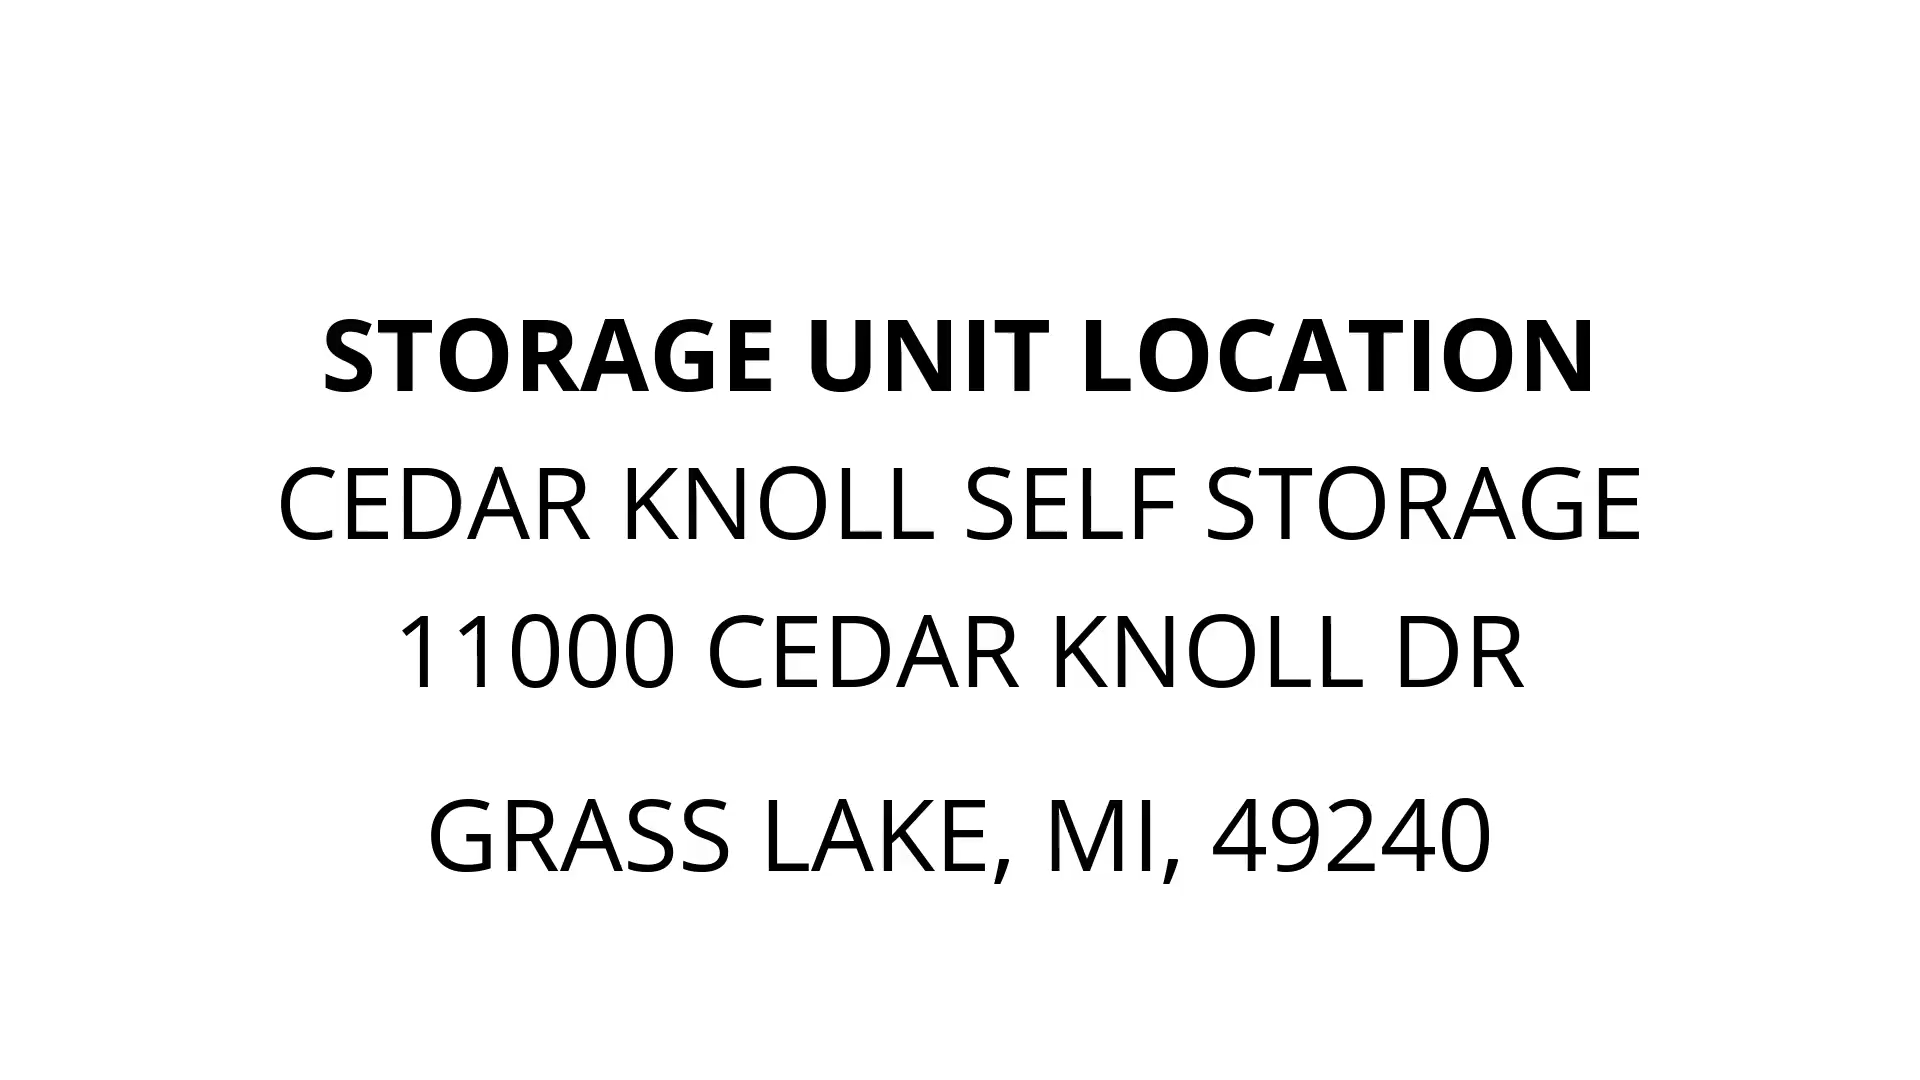 STORAGE UNIT LOCATION
CEDAR KNOLL SELF STORAGE
11000 CEDAR KNOLL DR
GRASS LAKE, MI, 49240